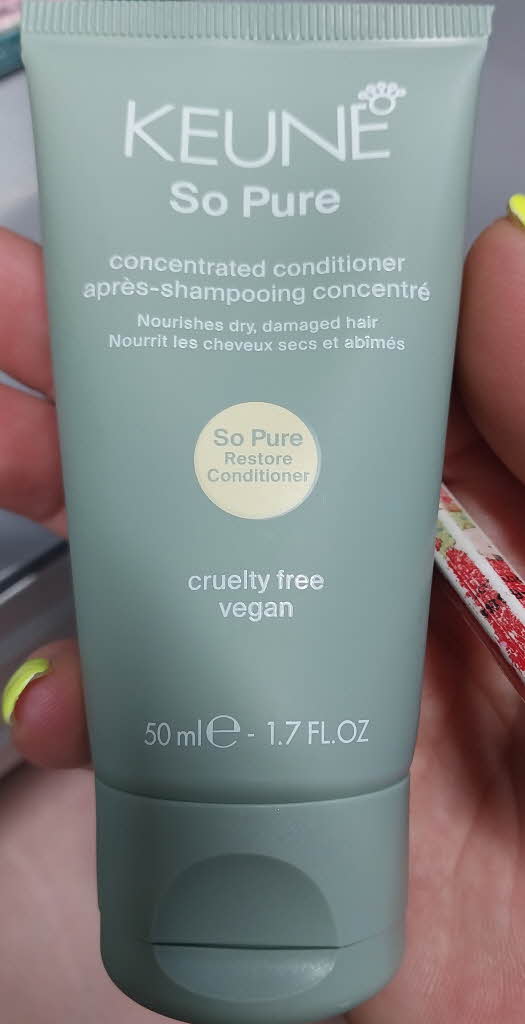 KEUNE
So Pure
concentrated conditioner
après-shampooing concentré
Nourishes dry, damaged hair
Nourrit les cheveux secs et abîmés
So Pure
Restore
Conditioner
cruelty free
vegan
50 ml ℮ - 1.7 FL.OZ